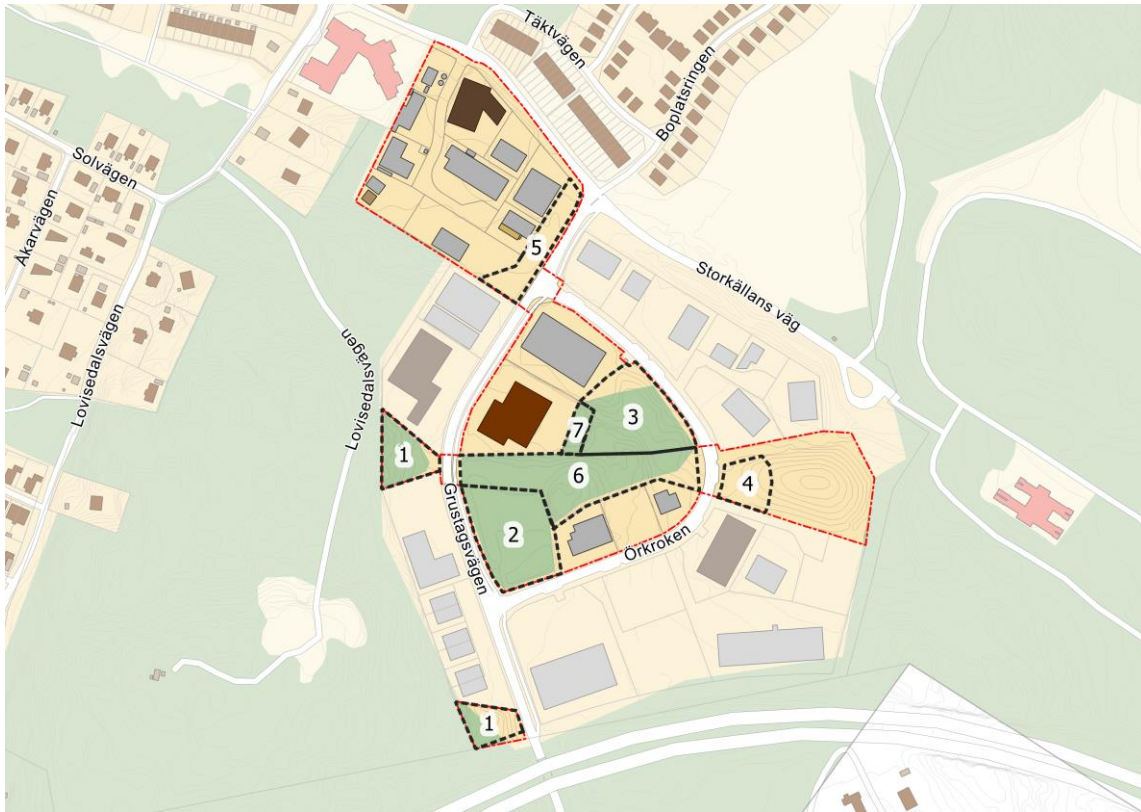 Täktvägen
Boplatsringen
Solvägen
Åkarvägen
Lovisedalsvägen
Lovisedalsvägen
Storkällans väg
5
3
7
1
6
4
2
Grustagsvägen
Örkroken
1